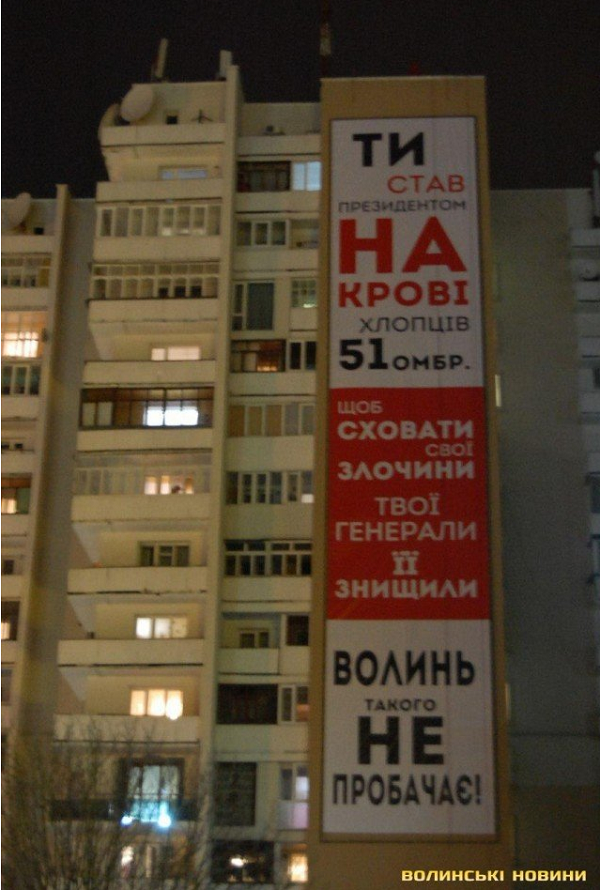 ТИ
СТАВ
ПРЕЗИДЕНТОМ
НА
КРОВІ
ХЛОПЦІВ
51 ОМБР.
ЩОБ
СХОВАТИ
СВОЇ
ЗЛОЧИНИ
ТВОЇ
ГЕНЕРАЛИ
ЇЇ
ЗНИЩИЛИ
ВОЛИНЬ
ТАКОГО
НЕ
ПРОБАЧАЄ!
ВОЛИНСЬКІ НОВИНИ